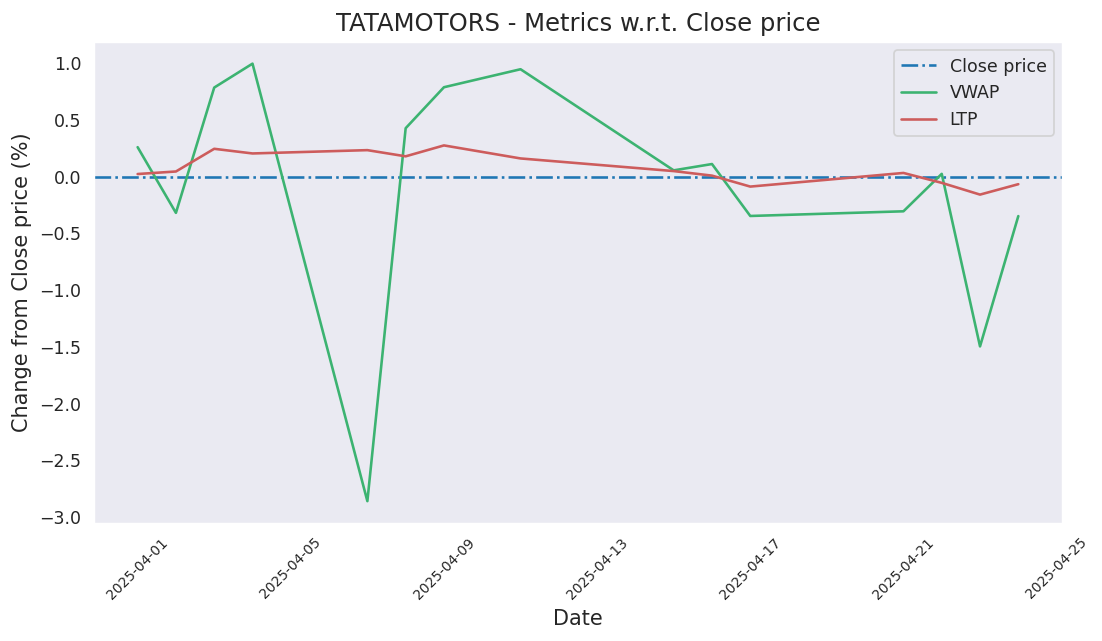 TATAMOTORS - Metrics w.r.t. Close price
Close price
VWAP
LTP
Change from Close price (%)
1.0
0.5
0.0
−0.5
−1.0
−1.5
−2.0
−2.5
−3.0
2025-04-01
2025-04-05
2025-04-09
2025-04-13
2025-04-17
2025-04-21
2025-04-25
Date